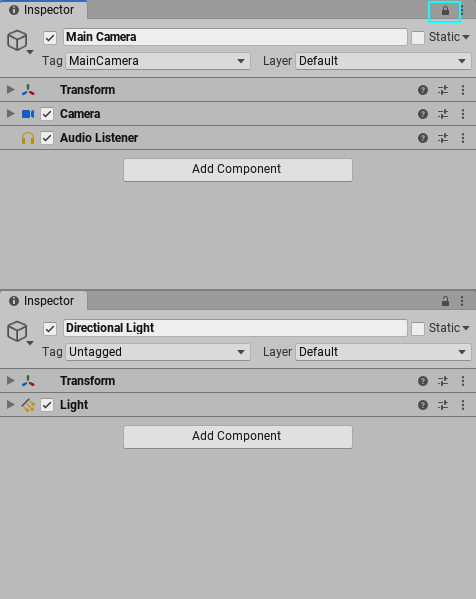 Inspector
Main Camera Static
Tag MainCamera Layer Default
Transform
Camera
Audio Listener
Add Component
Inspector
Directional Light Static
Tag Untagged Layer Default
Transform
Light
Add Component